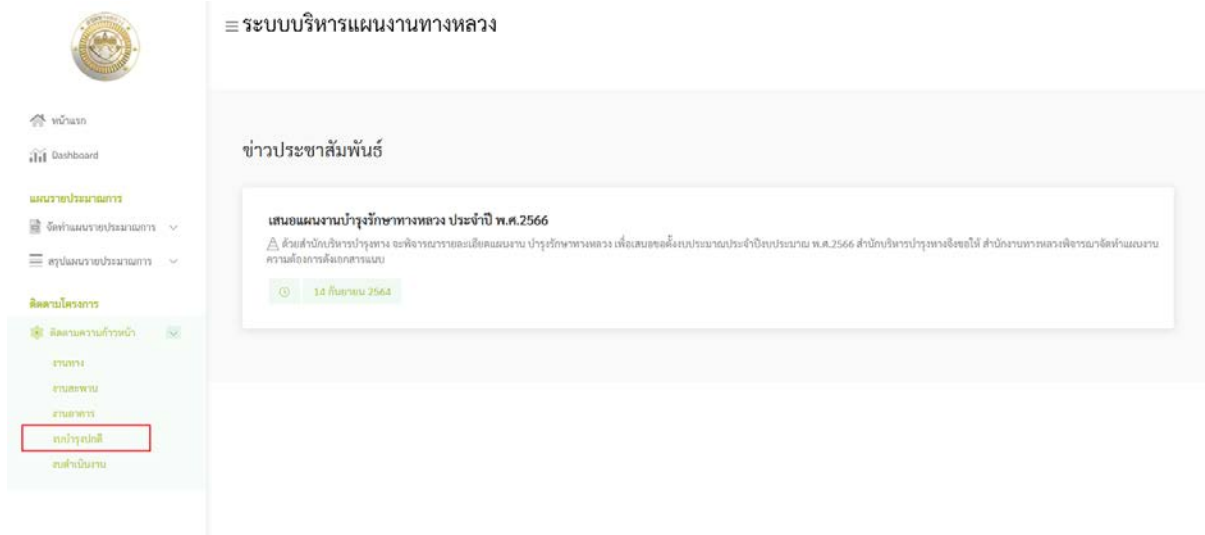 ระบบบริหารแผนงานทางหลวง
หน้าแรก
Dashboard
แผนรายประมาณการ
จัดทำแผนรายประมาณการ
สรุปแผนรายประมาณการ
ติดตามโครงการ
ติดตามความก้าวหน้า
งานทาง
งานสะพาน
งานอาคาร
งบบำรุงปกติ
งบดำเนินงาน
ข่าวประชาสัมพันธ์
เสนอแผนงานบำรุงรักษาทางหลวง ประจำปี พ.ศ.2566
ด้วยสำนักบริหารบำรุงทาง จะพิจารณารายละเอียดแผนงาน บำรุงรักษาทางหลวง เพื่อเสนอขอตั้งงบประมาณประจำปีงบประมาณ พ.ศ.2566 สำนักบริหารบำรุงทางจึงขอให้ สำนักงานทางหลวงพิจารณาจัดทำแผนงาน
ความต้องการดังเอกสารแนบ
14 กันยายน 2564